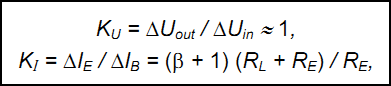 K_U = ΔU_out / ΔU_in ≈ 1,
K_I = ΔI_E / ΔI_B = (β + 1) (R_L + R_E) / R_E,